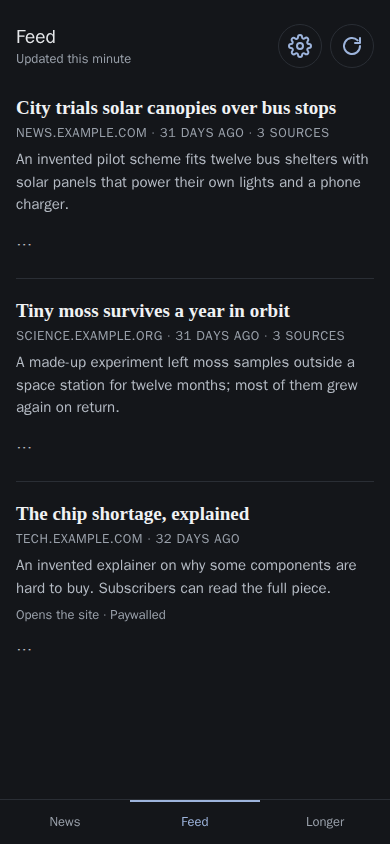 Feed
Updated this minute
City trials solar canopies over bus stops
NEWS.EXAMPLE.COM · 31 DAYS AGO · 3 SOURCES
An invented pilot scheme fits twelve bus shelters with
solar panels that power their own lights and a phone
charger.
...
Tiny moss survives a year in orbit
SCIENCE.EXAMPLE.ORG · 31 DAYS AGO · 3 SOURCES
A made-up experiment left moss samples outside a
space station for twelve months; most of them grew
again on return.
...
The chip shortage, explained
TECH.EXAMPLE.COM · 32 DAYS AGO
An invented explainer on why some components are
hard to buy. Subscribers can read the full piece.
Opens the site · Paywalled
...
News Feed Longer